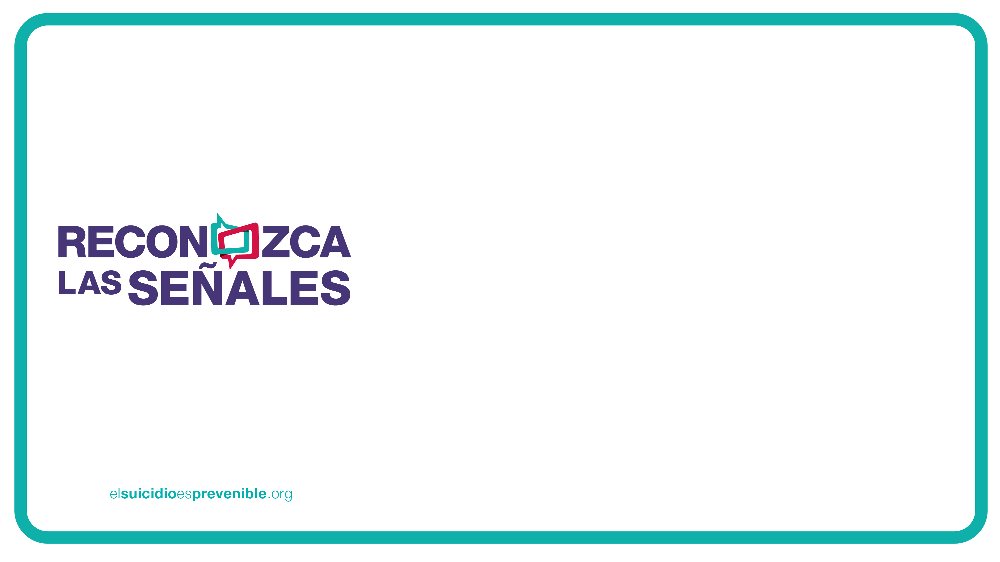 RECONOZCA
LAS SEÑALES
elsuicidioesprevenible.org